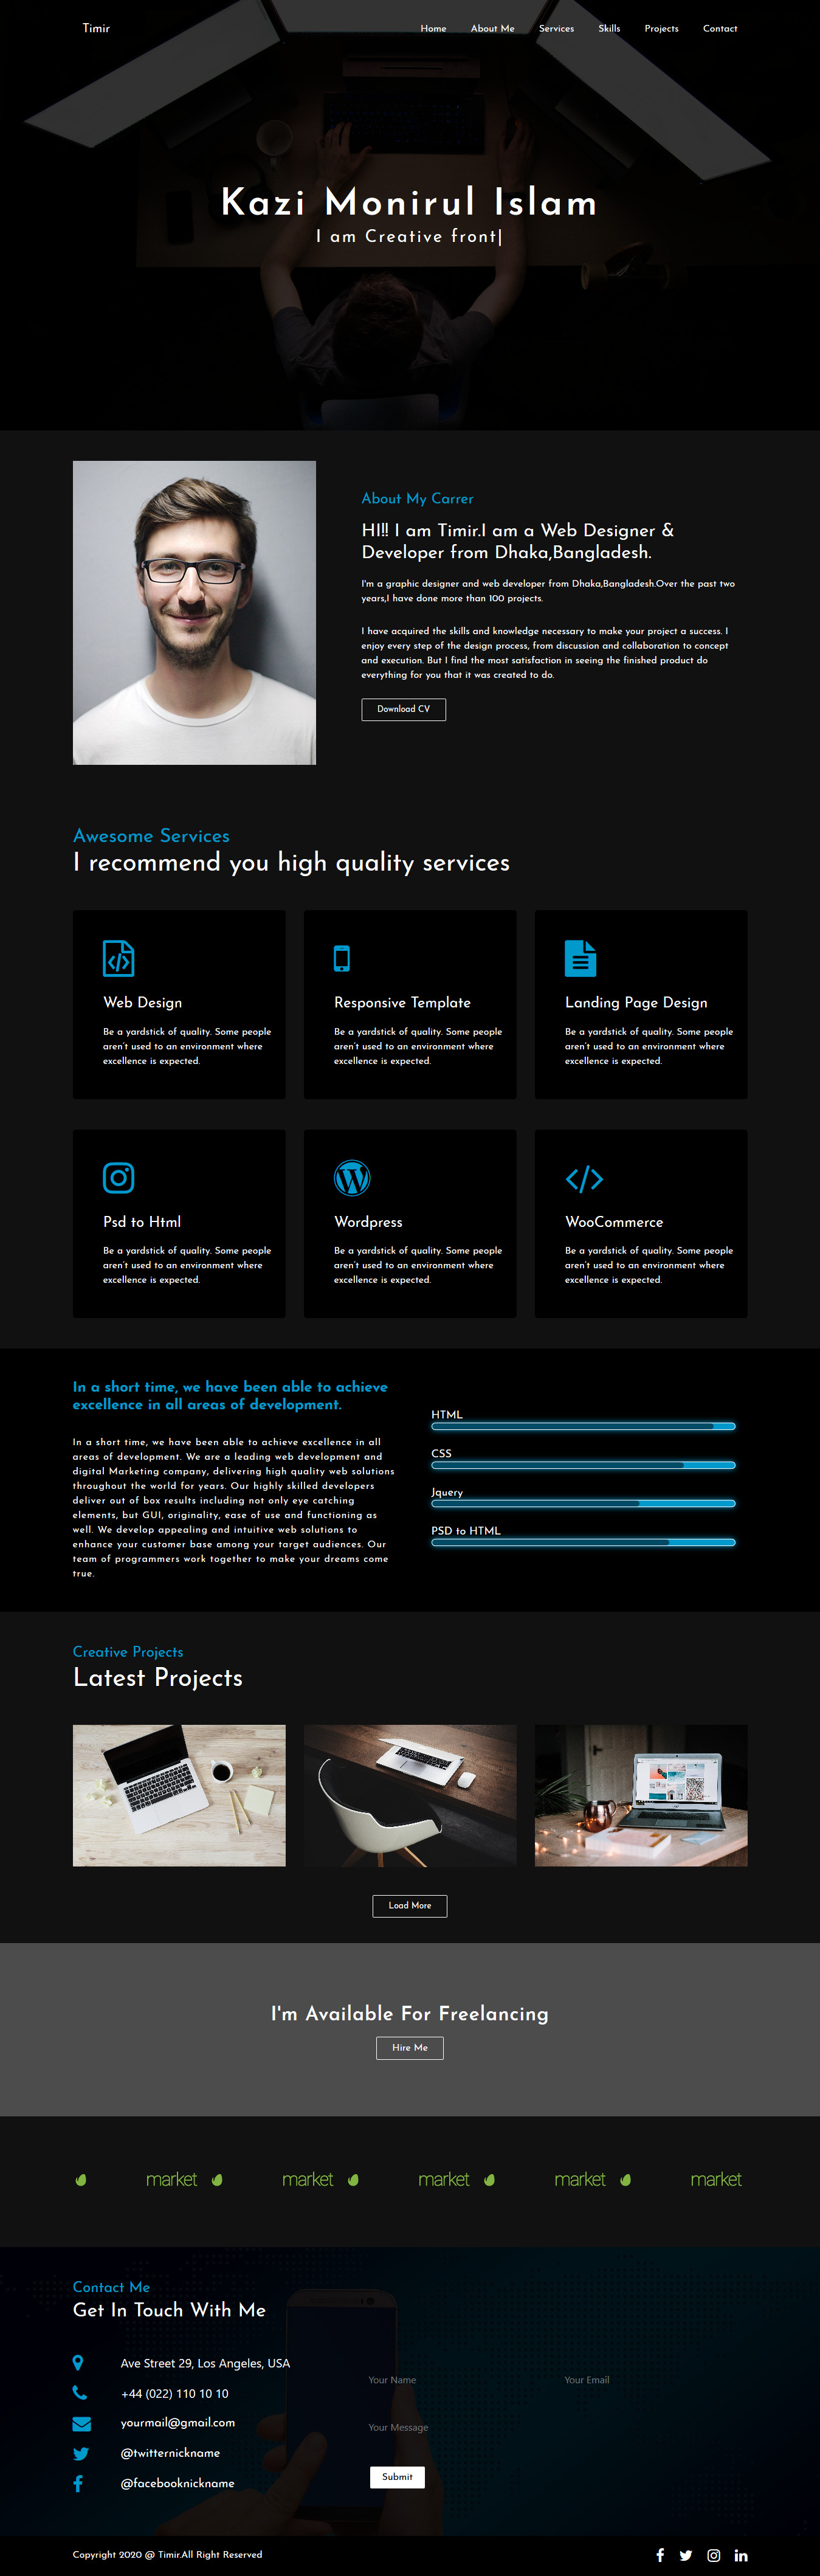 Timir
Home About Me Services Skills Projects Contact
Kazi Monirul Islam
I am Creative front|
About My Carrer
HI!! I am Timir.I am a Web Designer &
Developer from Dhaka,Bangladesh.
I'm a graphic designer and web developer from Dhaka,Bangladesh.Over the past two
years,I have done more than 100 projects.
I have acquired the skills and knowledge necessary to make your project a success. I
enjoy every step of the design process, from discussion and collaboration to concept
and execution. But I find the most satisfaction in seeing the finished product do
everything for you that it was created to do.
Download CV
Awesome Services
I recommend you high quality services
Web Design
Be a yardstick of quality. Some people
aren't used to an environment where
excellence is expected.
Responsive Template
Be a yardstick of quality. Some people
aren't used to an environment where
excellence is expected.
Landing Page Design
Be a yardstick of quality. Some people
aren't used to an environment where
excellence is expected.
Psd to Html
Be a yardstick of quality. Some people
aren't used to an environment where
excellence is expected.
Wordpress
Be a yardstick of quality. Some people
aren't used to an environment where
excellence is expected.
WooCommerce
Be a yardstick of quality. Some people
aren't used to an environment where
excellence is expected.
In a short time, we have been able to achieve
excellence in all areas of development.
In a short time, we have been able to achieve excellence in all
areas of development. We are a leading web development and
digital Marketing company, delivering high quality web solutions
throughout the world for years. Our highly skilled developers
deliver out of box results including not only eye catching
elements, but GUI, originality, ease of use and functioning as
well. We develop appealing and intuitive web solutions to
enhance your customer base among your target audiences. Our
team of programmers work together to make your dreams come
true.
HTML
CSS
Jquery
PSD to HTML
Creative Projects
Latest Projects
Load More
I'm Available For Freelancing
Hire Me
market market market market market
Contact Me
Get In Touch With Me
Ave Street 29, Los Angeles, USA
+44 (022) 110 10 10
yourmail@gmail.com
@twitternickname
@facebooknickname
Your Name
Your Email
Your Message
Submit
Copyright 2020 @ Timir.All Right Reserved